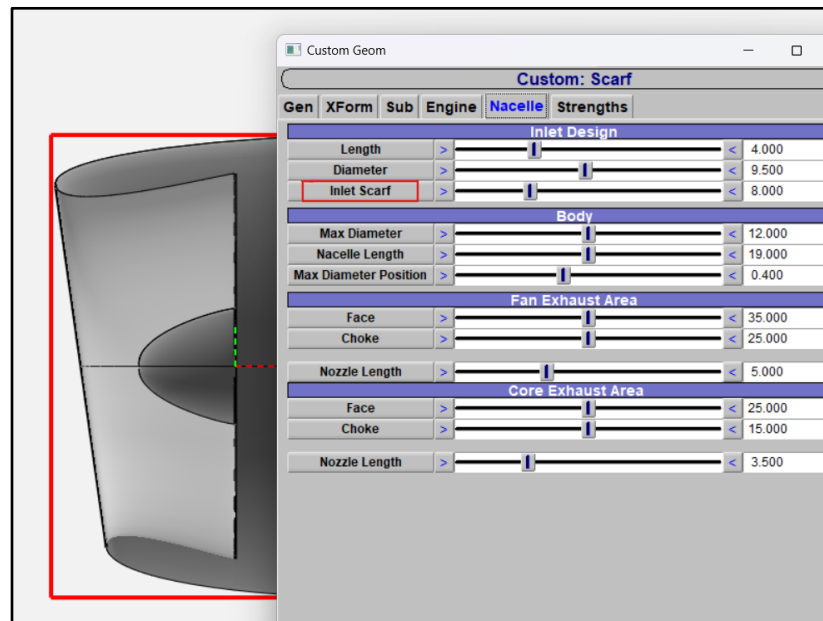 Custom Geom
Custom: Scarf
Gen XForm Sub Engine Nacelle Strengths
Inlet Design
Length > < 4.000
Diameter > < 9.500
Inlet Scarf > < 8.000
Body
Max Diameter > < 12.000
Nacelle Length > < 19.000
Max Diameter Position > < 0.400
Fan Exhaust Area
Face > < 35.000
Choke > < 25.000
Nozzle Length > < 5.000
Core Exhaust Area
Face > < 25.000
Choke > < 15.000
Nozzle Length > < 3.500